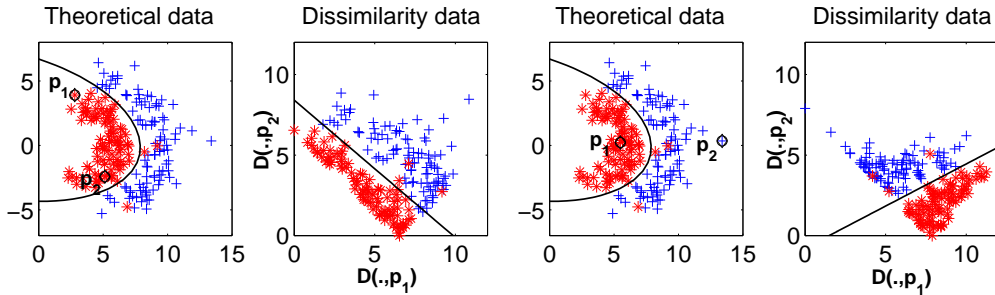 Theoretical data
Dissimilarity data
Theoretical data
Dissimilarity data
5
0
−5
p1
p2
0 5 10 15
10
5
0
D(.,p2)
0 5 10
D(.,p1)
5
0
−5
p1
p2
0 5 10 15
10
5
0
D(.,p2)
0 5 10
D(.,p1)